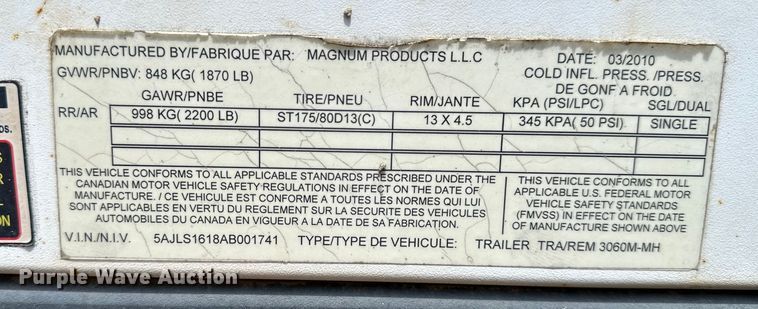 MANUFACTURED BY/FABRIQUE PAR: MAGNUM PRODUCTS L.L.C DATE: 03/2010
GVWR/PNBV: 848 KG( 1870 LB) COLD INFL. PRESS. /PRESS.
DE GONF A FROID.
GAWR/PNBE TIRE/PNEU RIM/JANTE KPA (PSI/LPC) SGL/DUAL
RR/AR 998 KG( 2200 LB) ST175/80D13(C) 13 X 4.5 345 KPA( 50 PSI) SINGLE
THIS VEHICLE CONFORMS TO ALL APPLICABLE STANDARDS PRESCRIBED UNDER THE
CANADIAN MOTOR VEHICLE SAFETY REGULATIONS IN EFFECT ON THE DATE OF
MANUFACTURE. / CE VEHICULE EST CONFORME A TOUTES LES NORMES QUI LUI
SONT APPLICABLES EN VERTU DU REGLEMENT SUR LA SECURITE DES VEHICULES
AUTOMOBILES DU CANADA EN VIGUEUR A LA DATE DE SA FABRICATION.
THIS VEHICLE CONFORMS TO ALL
APPLICABLE U.S. FEDERAL MOTOR
VEHICLE SAFETY STANDARDS
(FMVSS) IN EFFECT ON THE DATE
OF MANUFACTURE SHOWN ABOVE
V.I.N./N.I.V. 5AJLS1618AB001741 TYPE/TYPE DE VEHICULE: TRAILER TRA/REM 3060M-MH
Purple Wave Auction